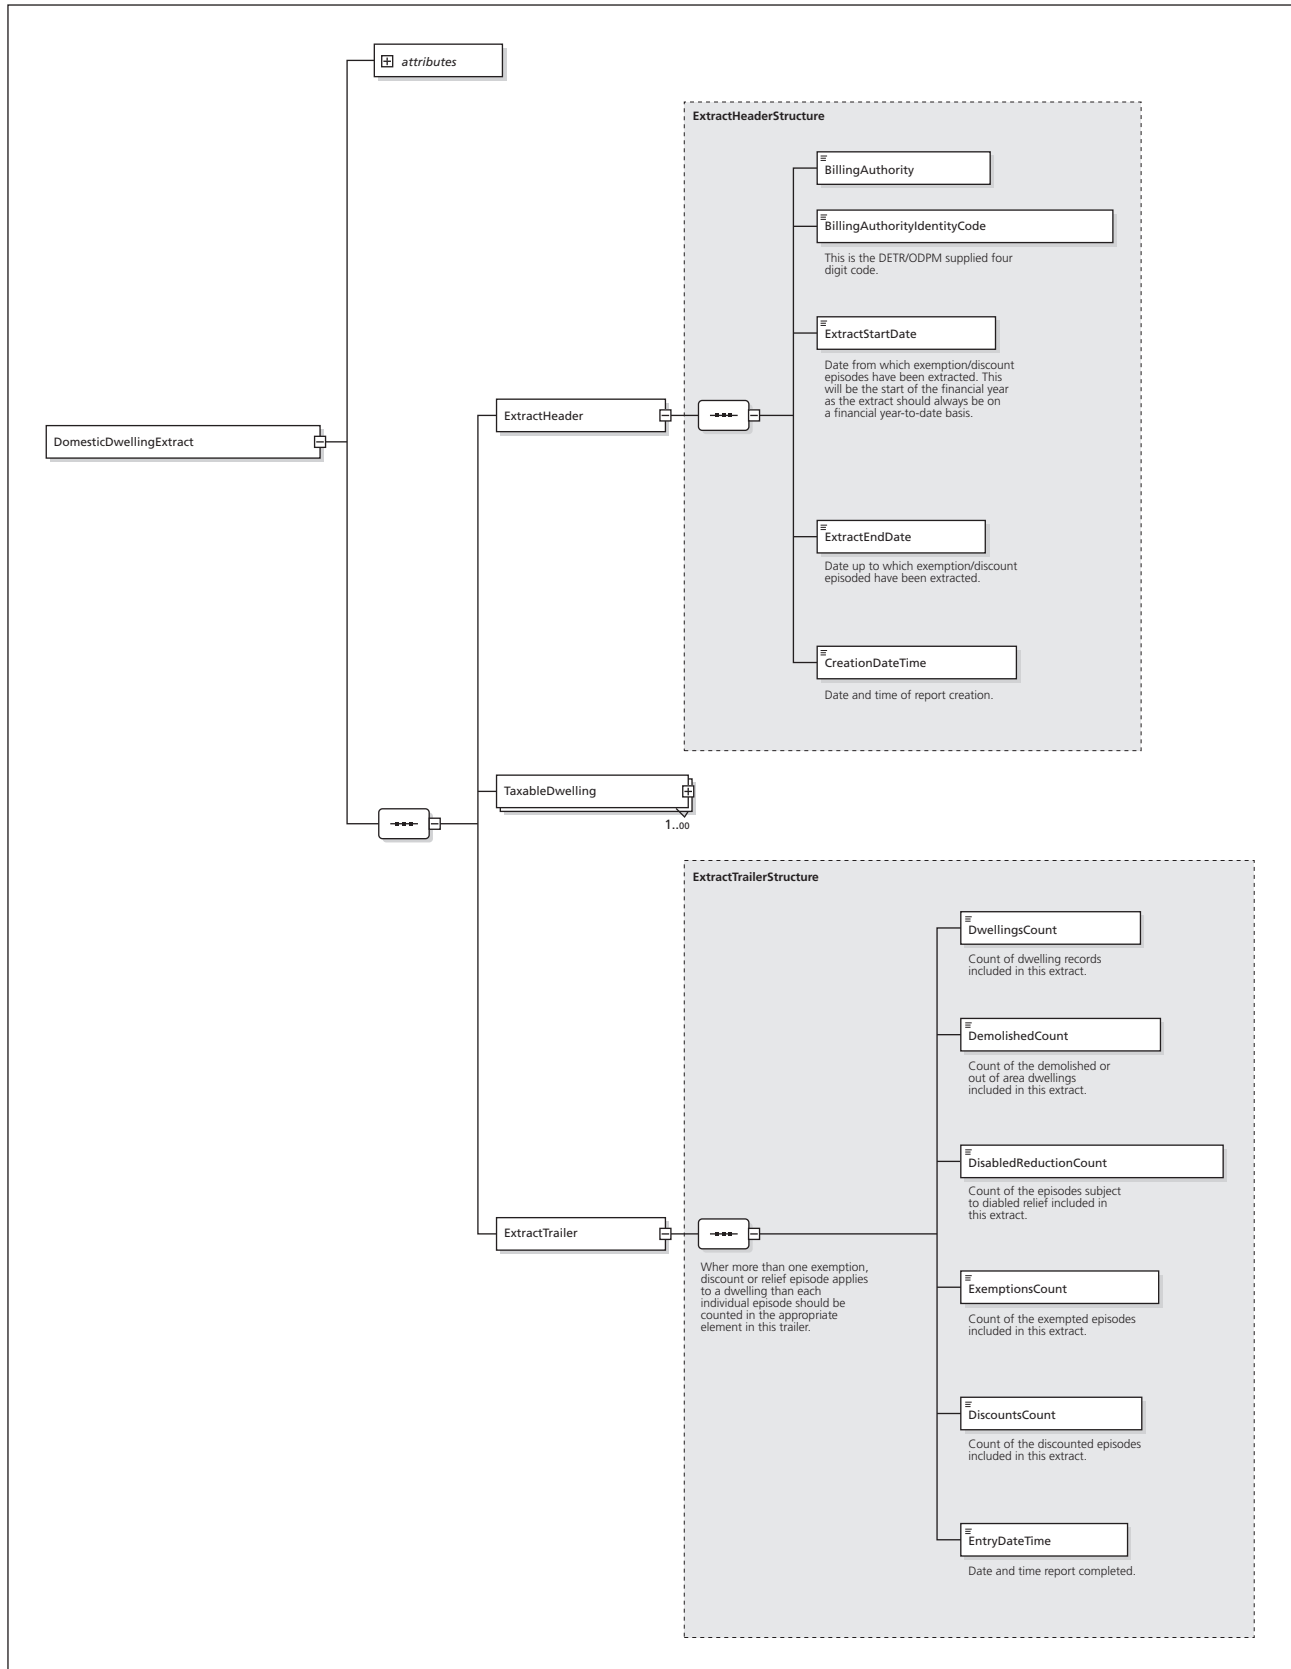 attributes
ExtractHeaderStructure
BillingAuthority
BillingAuthorityIdentityCode
This is the DETR/ODPM supplied four
digit code.
ExtractStartDate
Date from which exemption/discount
episodes have been extracted. This
will be the start of the financial year
as the extract should always be on
a financial year-to-date basis.
ExtractHeader
DomesticDwellingExtract
ExtractEndDate
Date up to which exemption/discount
episoded have been extracted.
CreationDateTime
Date and time of report creation.
TaxableDwelling
1..00
ExtractTrailerStructure
DwellingsCount
Count of dwelling records
included in this extract.
DemolishedCount
Count of the demolished or
out of area dwellings
included in this extract.
DisabledReductionCount
Count of the episodes subject
to diabled relief included in
this extract.
ExtractTrailer
Wher more than one exemption,
discount or relief episode applies
to a dwelling than each
individual episode should be
counted in the appropriate
element in this trailer.
ExemptionsCount
Count of the exempted episodes
included in this extract.
DiscountsCount
Count of the discounted episodes
included in this extract.
EntryDateTime
Date and time report completed.